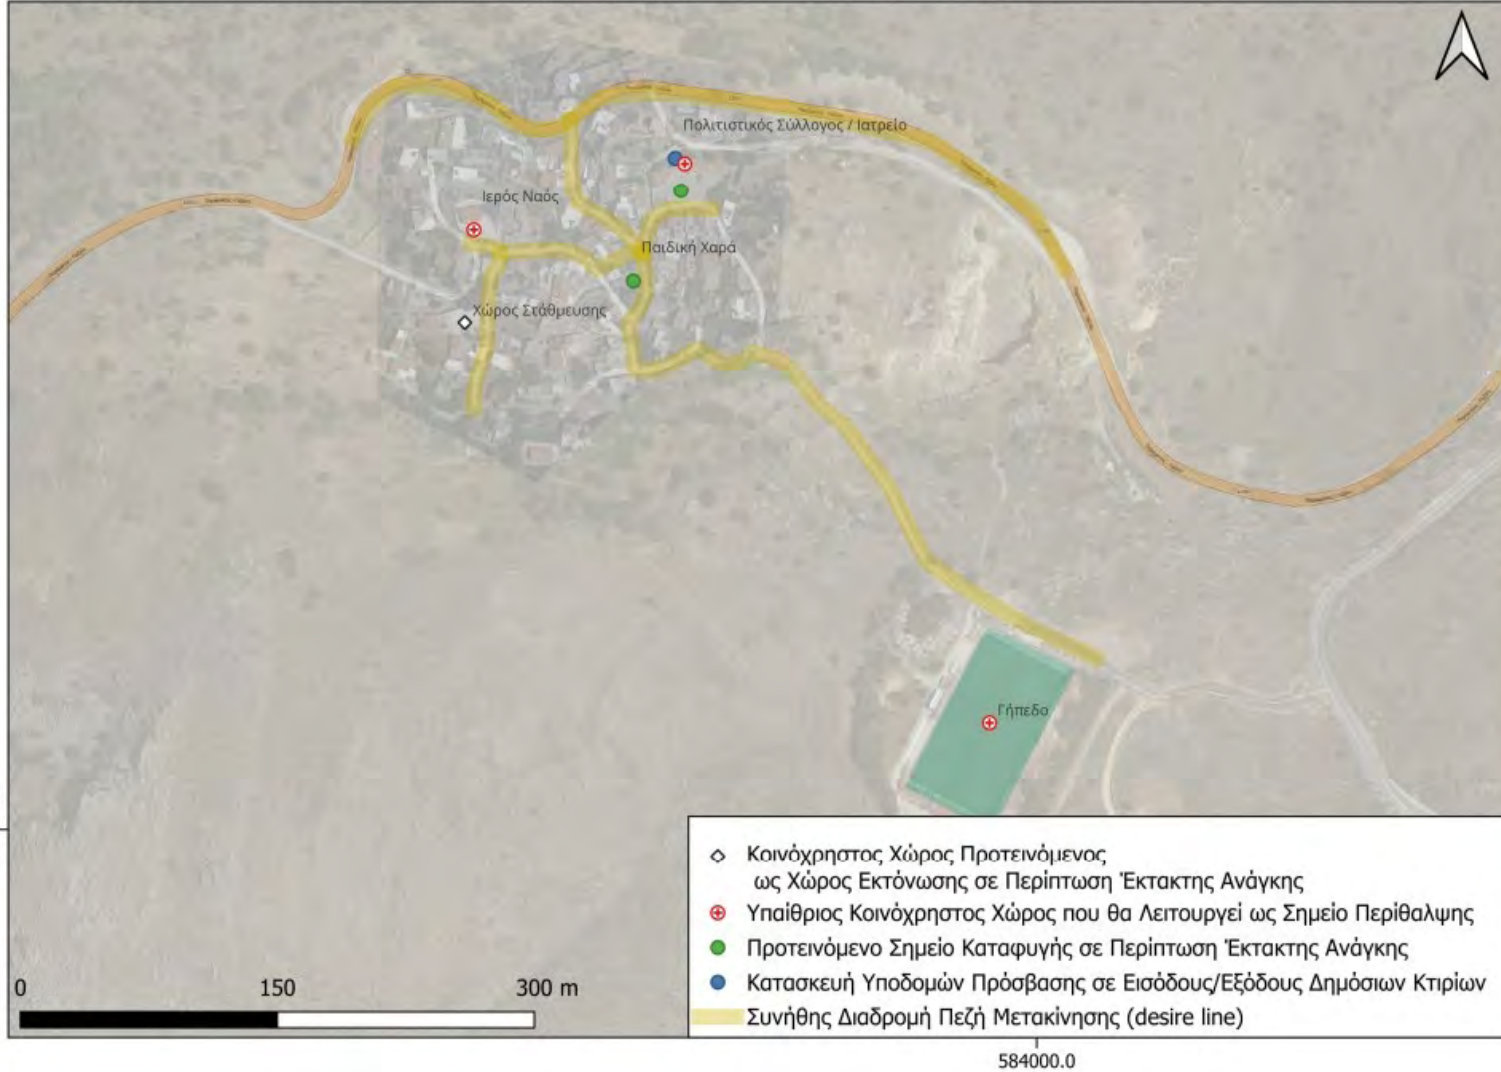 Πολιτιστικός Σύλλογος / Ιατρείο
Ιερός Ναός
Παιδική Χαρά
Χώρος Στάθμευσης
Γήπεδο
Κοινόχρηστος Χώρος Προτεινόμενος
ως Χώρος Εκτόνωσης σε Περίπτωση Έκτακτης Ανάγκης
Υπαίθριος Κοινόχρηστος Χώρος που θα Λειτουργεί ως Σημείο Περίθαλψης
Προτεινόμενο Σημείο Καταφυγής σε Περίπτωση Έκτακτης Ανάγκης
Κατασκευή Υποδομών Πρόσβασης σε Εισόδους/Εξόδους Δημόσιων Κτιρίων
Συνήθης Διαδρομή Πεζή Μετακίνησης (desire line)
0 150 300 m
584000.0